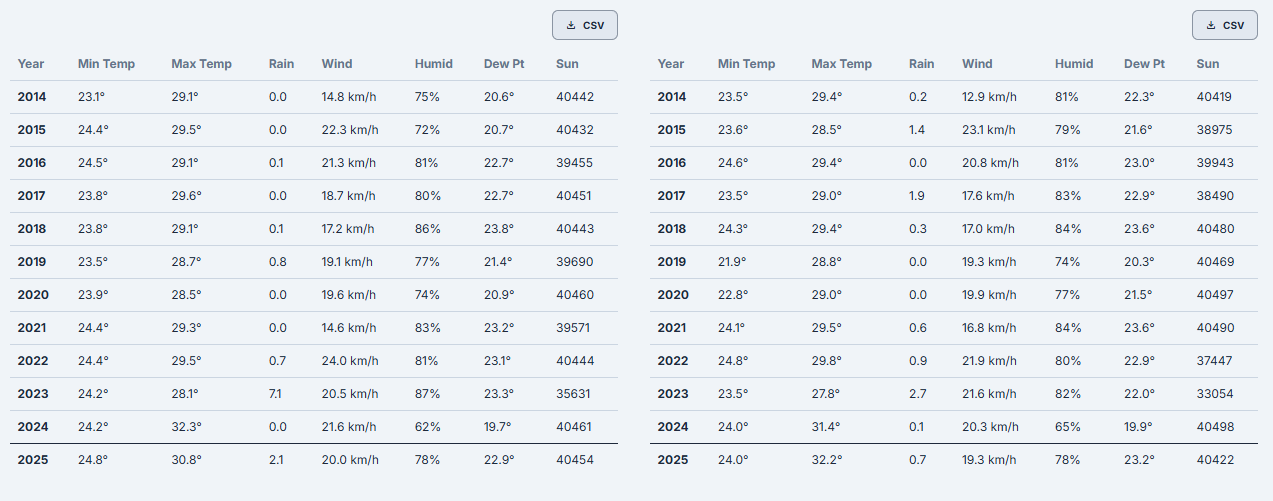 CSV
Year Min Temp Max Temp Rain Wind Humid Dew Pt Sun
2014 23.1° 29.1° 0.0 14.8 km/h 75% 20.6° 40442
2015 24.4° 29.5° 0.0 22.3 km/h 72% 20.7° 40432
2016 24.5° 29.1° 0.1 21.3 km/h 81% 22.7° 39455
2017 23.8° 29.6° 0.0 18.7 km/h 80% 22.7° 40451
2018 23.8° 29.1° 0.1 17.2 km/h 86% 23.8° 40443
2019 23.5° 28.7° 0.8 19.1 km/h 77% 21.4° 39690
2020 23.9° 28.5° 0.0 19.6 km/h 74% 20.9° 40460
2021 24.4° 29.3° 0.0 14.6 km/h 83% 23.2° 39571
2022 24.4° 29.5° 0.7 24.0 km/h 81% 23.1° 40444
2023 24.2° 28.1° 7.1 20.5 km/h 87% 23.3° 35631
2024 24.2° 32.3° 0.0 21.6 km/h 62% 19.7° 40461
2025 24.8° 30.8° 2.1 20.0 km/h 78% 22.9° 40454
CSV
Year Min Temp Max Temp Rain Wind Humid Dew Pt Sun
2014 23.5° 29.4° 0.2 12.9 km/h 81% 22.3° 40419
2015 23.6° 28.5° 1.4 23.1 km/h 79% 21.6° 38975
2016 24.6° 29.4° 0.0 20.8 km/h 81% 23.0° 39943
2017 23.5° 29.0° 1.9 17.6 km/h 83% 22.9° 38490
2018 24.3° 29.4° 0.3 17.0 km/h 84% 23.6° 40480
2019 21.9° 28.8° 0.0 19.3 km/h 74% 20.3° 40469
2020 22.8° 29.0° 0.0 19.9 km/h 77% 21.5° 40497
2021 24.1° 29.5° 0.6 16.8 km/h 84% 23.6° 40490
2022 24.8° 29.8° 0.9 21.9 km/h 80% 22.9° 37447
2023 23.5° 27.8° 2.7 21.6 km/h 82% 22.0° 33054
2024 24.0° 31.4° 0.1 20.3 km/h 65% 19.9° 40498
2025 24.0° 32.2° 0.7 19.3 km/h 78% 23.2° 40422